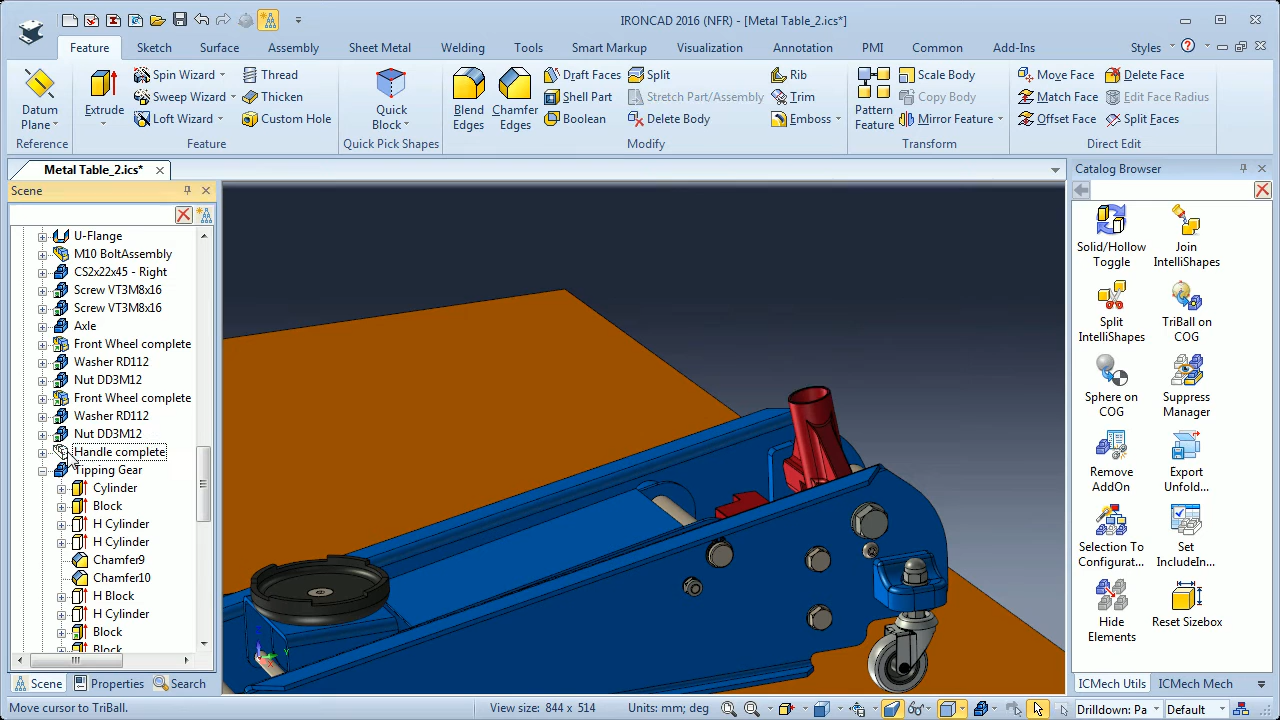 IRONCAD 2016 (NFR) - [Metal Table_2.ics*]
Feature Sketch Surface Assembly Sheet Metal Welding Tools Smart Markup Visualization Annotation PMI Common Add-Ins Styles
Datum Plane
Reference
Extrude
Spin Wizard
Sweep Wizard
Loft Wizard
Thread
Thicken
Custom Hole
Feature
Quick Block
Quick Pick Shapes
Blend Edges
Chamfer Edges
Draft Faces
Shell Part
Boolean
Split
Stretch Part/Assembly
Delete Body
Rib
Trim
Emboss
Modify
Pattern Feature
Scale Body
Copy Body
Mirror Feature
Transform
Move Face
Match Face
Offset Face
Delete Face
Edit Face Radius
Split Faces
Direct Edit
Metal Table_2.ics*
Scene
U-Flange
M10 BoltAssembly
CS2x22x45 - Right
Screw VT3M8x16
Screw VT3M8x16
Axle
Front Wheel complete
Washer RD112
Nut DD3M12
Front Wheel complete
Washer RD112
Nut DD3M12
Handle complete
Tipping Gear
Cylinder
Block
H Cylinder
H Cylinder
Chamfer9
Chamfer10
H Block
H Cylinder
Block
Block
Scene Properties Search
Catalog Browser
Solid/Hollow Toggle
Join IntelliShapes
Split IntelliShapes
TriBall on COG
Sphere on COG
Suppress Manager
Remove AddOn
Export Unfold...
Selection To Configurat...
Set IncludeIn...
Hide Elements
Reset Sizebox
ICMech Utils ICMech Mech
Move cursor to TriBall.
View size: 844 x 514
Units: mm; deg
Drilldown: Pa
Default